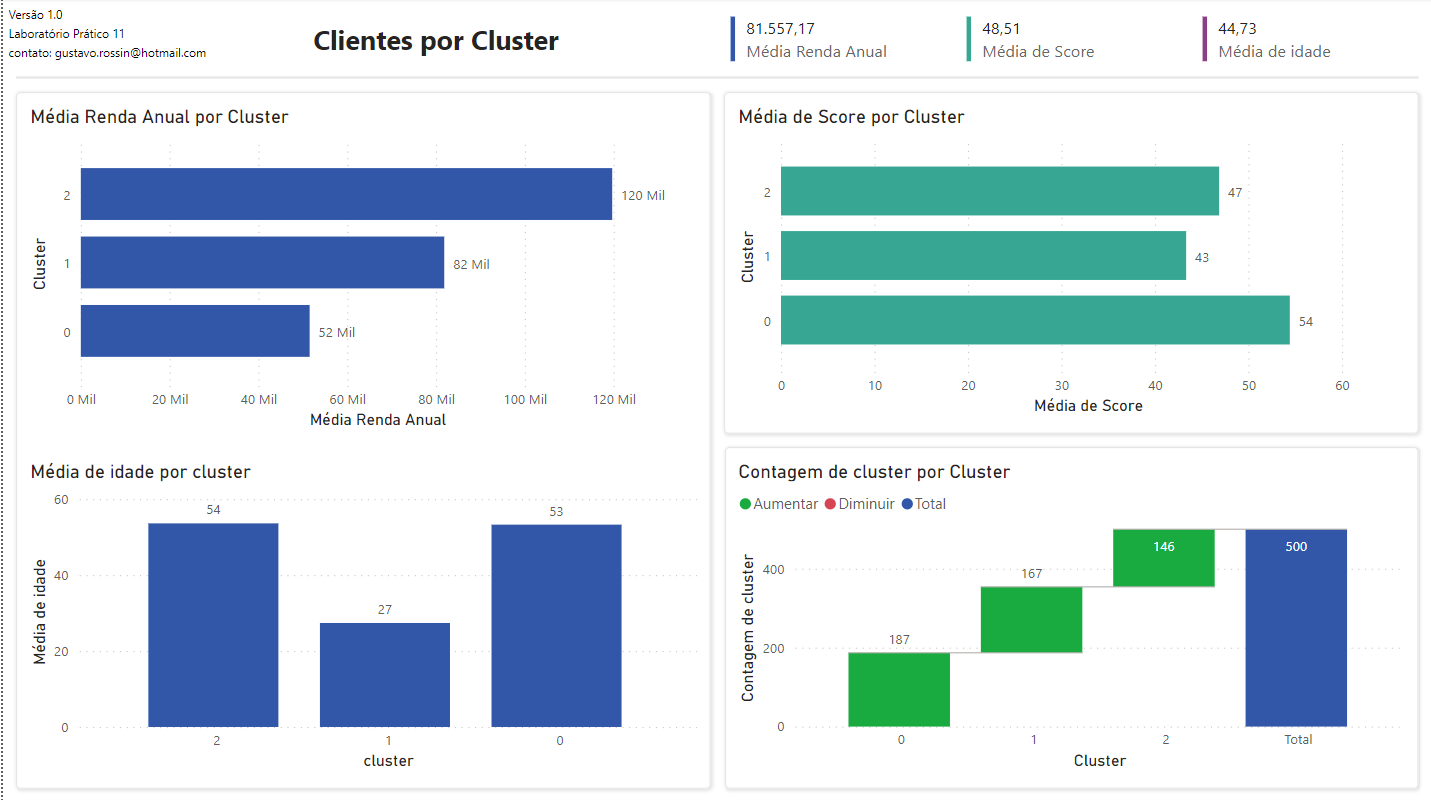 Versão 1.0
Laboratório Prático 11
contato: gustavo.rossin@hotmail.com
Clientes por Cluster
81.557,17
Média Renda Anual
48,51
Média de Score
44,73
Média de idade
Média Renda Anual por Cluster
Cluster
2
120 Mil
1
82 Mil
0
52 Mil
0 Mil 20 Mil 40 Mil 60 Mil 80 Mil 100 Mil 120 Mil
Média Renda Anual
Média de Score por Cluster
Cluster
2
47
1
43
0
54
0 10 20 30 40 50 60
Média de Score
Média de idade por cluster
Média de idade
60
40
20
0
54
27
53
2 1 0
cluster
Contagem de cluster por Cluster
Aumentar Diminuir Total
Contagem de cluster
400
200
0
187
167
146
500
0 1 2 Total
Cluster